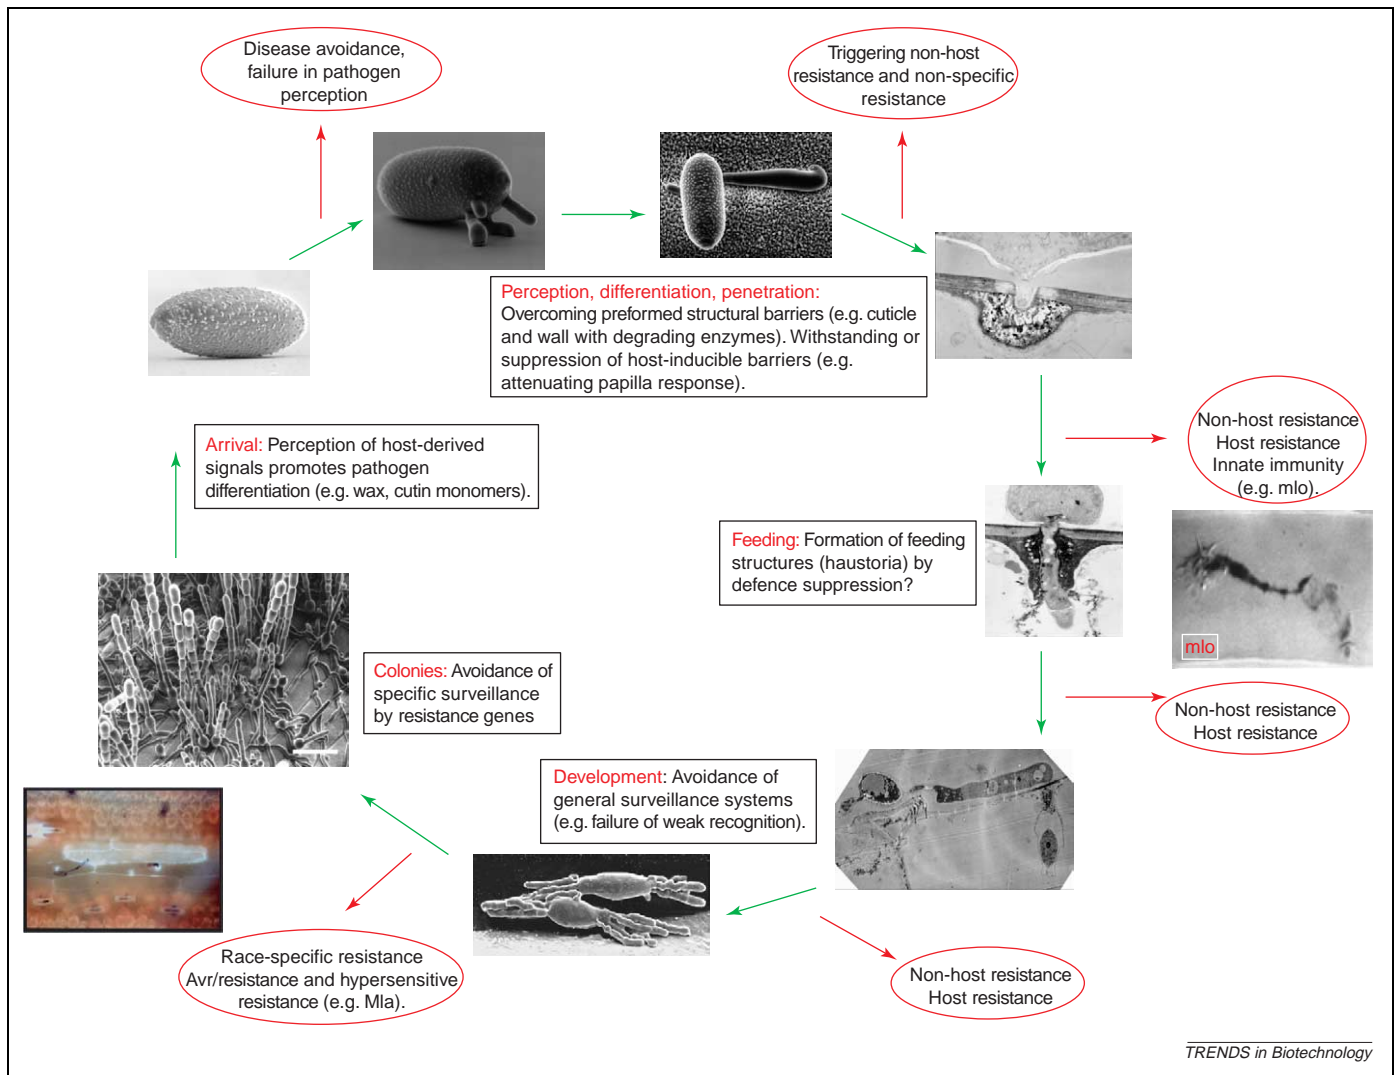 Disease avoidance,
failure in pathogen
perception
Triggering non-host
resistance and non-specific
resistance
Perception, differentiation, penetration:
Overcoming preformed structural barriers (e.g. cuticle
and wall with degrading enzymes). Withstanding or
suppression of host-inducible barriers (e.g.
attenuating papilla response).
Non-host resistance
Host resistance
Innate immunity
(e.g. mlo).
Arrival: Perception of host-derived
signals promotes pathogen
differentiation (e.g. wax, cutin monomers).
Feeding: Formation of feeding
structures (haustoria) by
defence suppression?
mlo
Colonies: Avoidance of
specific surveillance
by resistance genes
Non-host resistance
Host resistance
Development: Avoidance of
general surveillance systems
(e.g. failure of weak recognition).
Race-specific resistance
Avr/resistance and hypersensitive
resistance (e.g. Mla).
Non-host resistance
Host resistance
TRENDS in Biotechnology